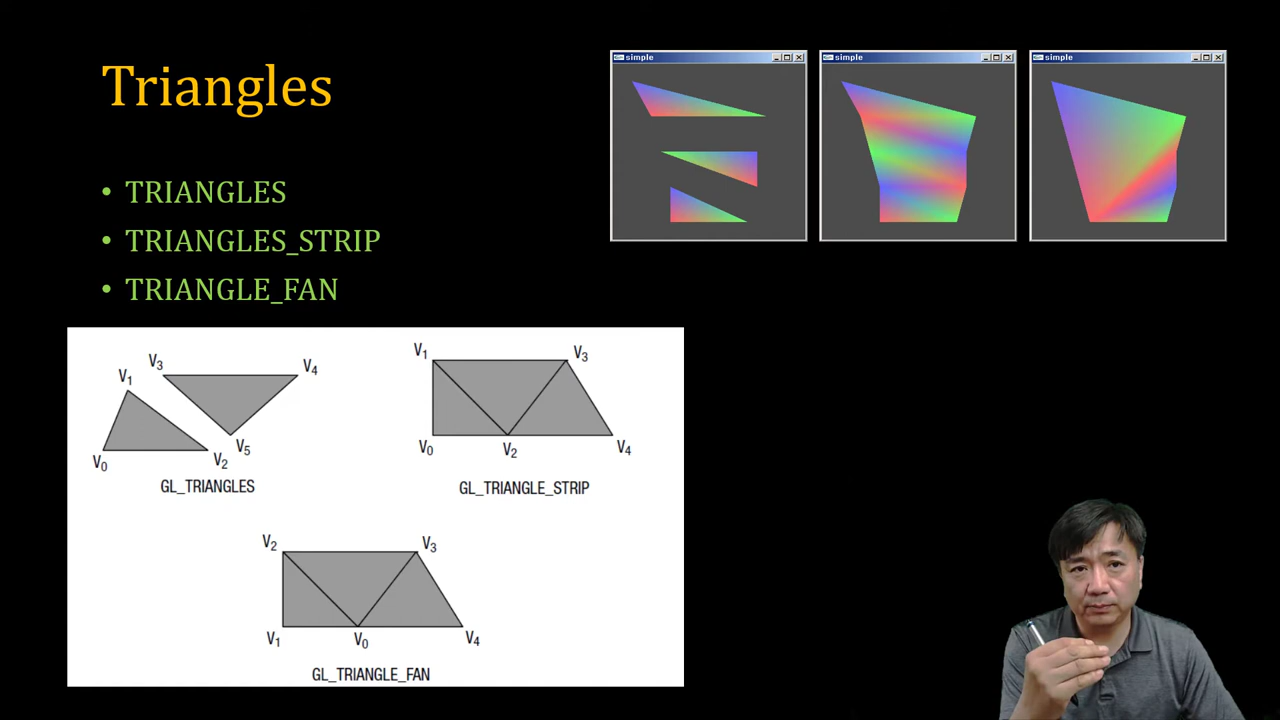 Triangles
• TRIANGLES
• TRIANGLES_STRIP
• TRIANGLE_FAN
simple
simple
simple
V0
V1
V2
V3
V4
V5
GL_TRIANGLES
V0
V1
V2
V3
V4
GL_TRIANGLE_STRIP
V2
V3
V1
V0
V4
GL_TRIANGLE_FAN